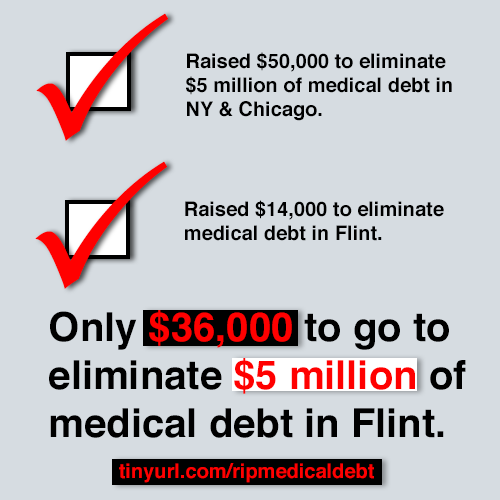 Raised $50,000 to eliminate
$5 million of medical debt in
NY & Chicago.
Raised $14,000 to eliminate
medical debt in Flint.
Only $36,000 to go to
eliminate $5 million of
medical debt in Flint.
tinyurl.com/ripmedicaldebt